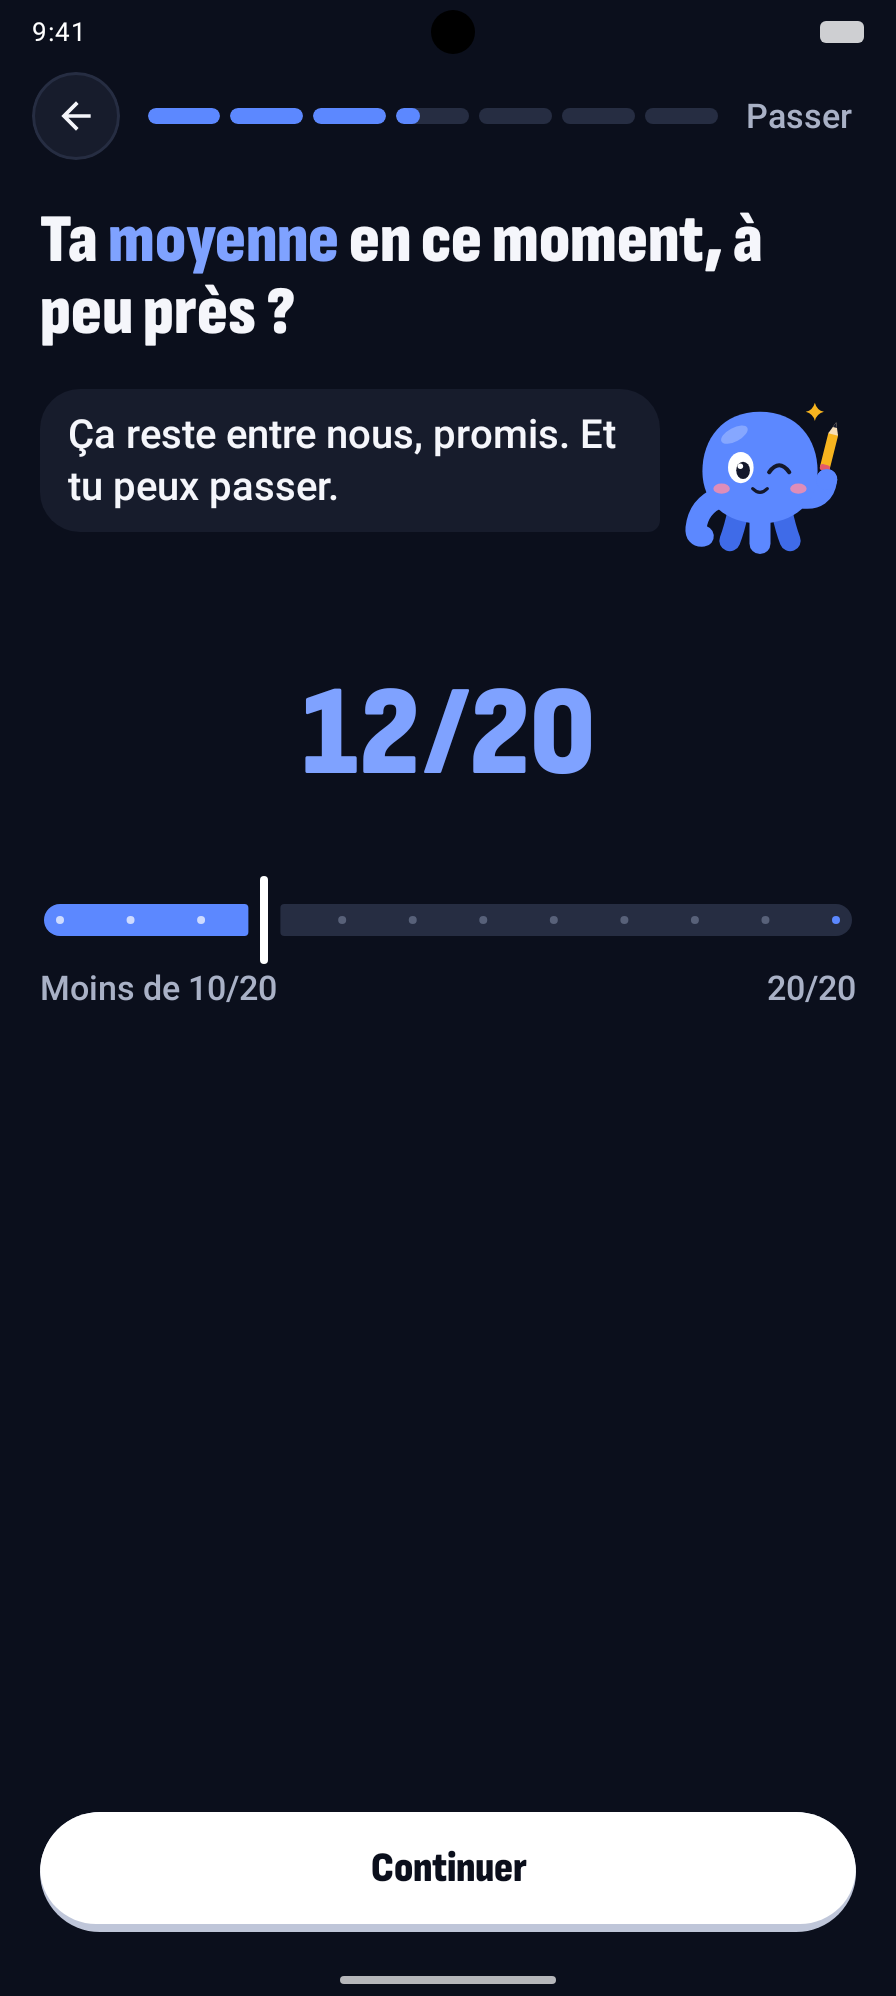 9:41
Passer
Ta moyenne en ce moment, à
peu près ?
Ça reste entre nous, promis. Et
tu peux passer.
12/20
Moins de 10/20
20/20
Continuer